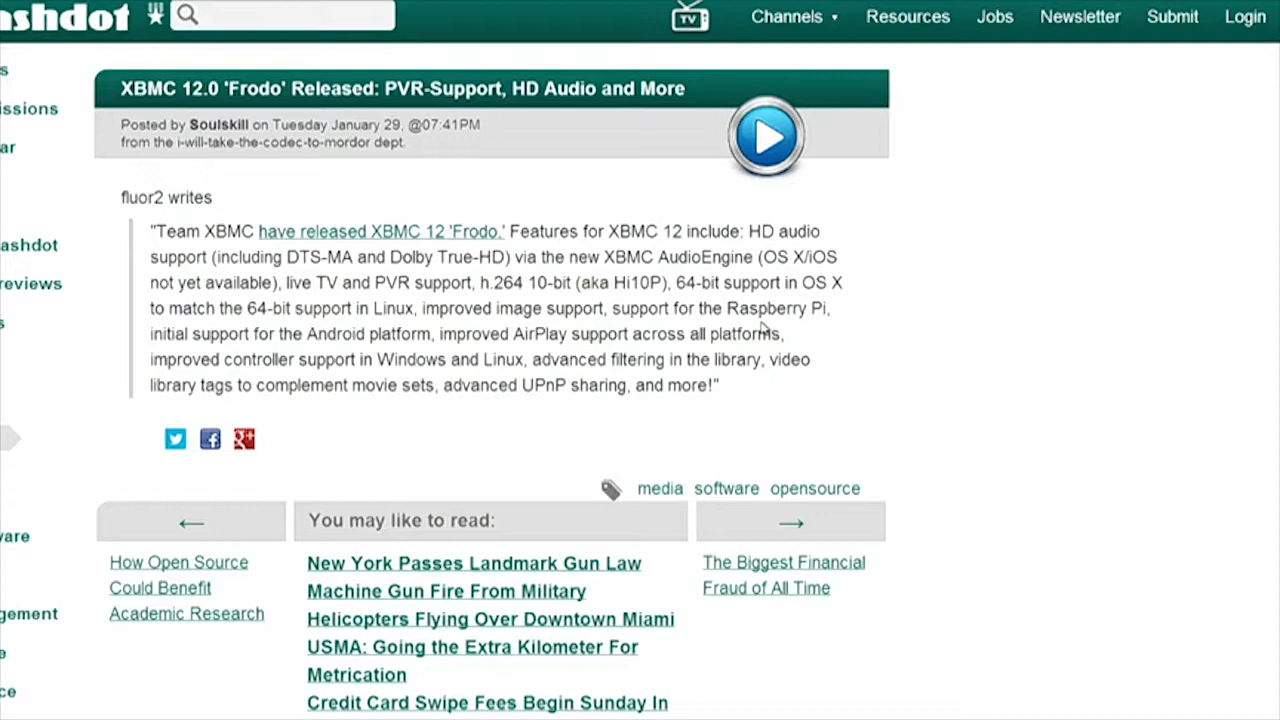 ashdot
TV
Channels
Resources
Jobs
Newsletter
Submit
Login
XBMC 12.0 'Frodo' Released: PVR-Support, HD Audio and More
Posted by Soulskill on Tuesday January 29, @07:41PM
from the i-will-take-the-codec-to-mordor dept.
fluor2 writes
"Team XBMC have released XBMC 12 'Frodo.' Features for XBMC 12 include: HD audio
support (including DTS-MA and Dolby True-HD) via the new XBMC AudioEngine (OS X/iOS
not yet available), live TV and PVR support, h.264 10-bit (aka Hi10P), 64-bit support in OS X
to match the 64-bit support in Linux, improved image support, support for the Raspberry Pi,
initial support for the Android platform, improved AirPlay support across all platforms,
improved controller support in Windows and Linux, advanced filtering in the library, video
library tags to complement movie sets, advanced UPnP sharing, and more!"
media software opensource
How Open Source
Could Benefit
Academic Research
You may like to read:
New York Passes Landmark Gun Law
Machine Gun Fire From Military
Helicopters Flying Over Downtown Miami
USMA: Going the Extra Kilometer For
Metrication
Credit Card Swipe Fees Begin Sunday In
The Biggest Financial
Fraud of All Time
s
issions
ar
ashdot
reviews
s
are
gement
e
ce